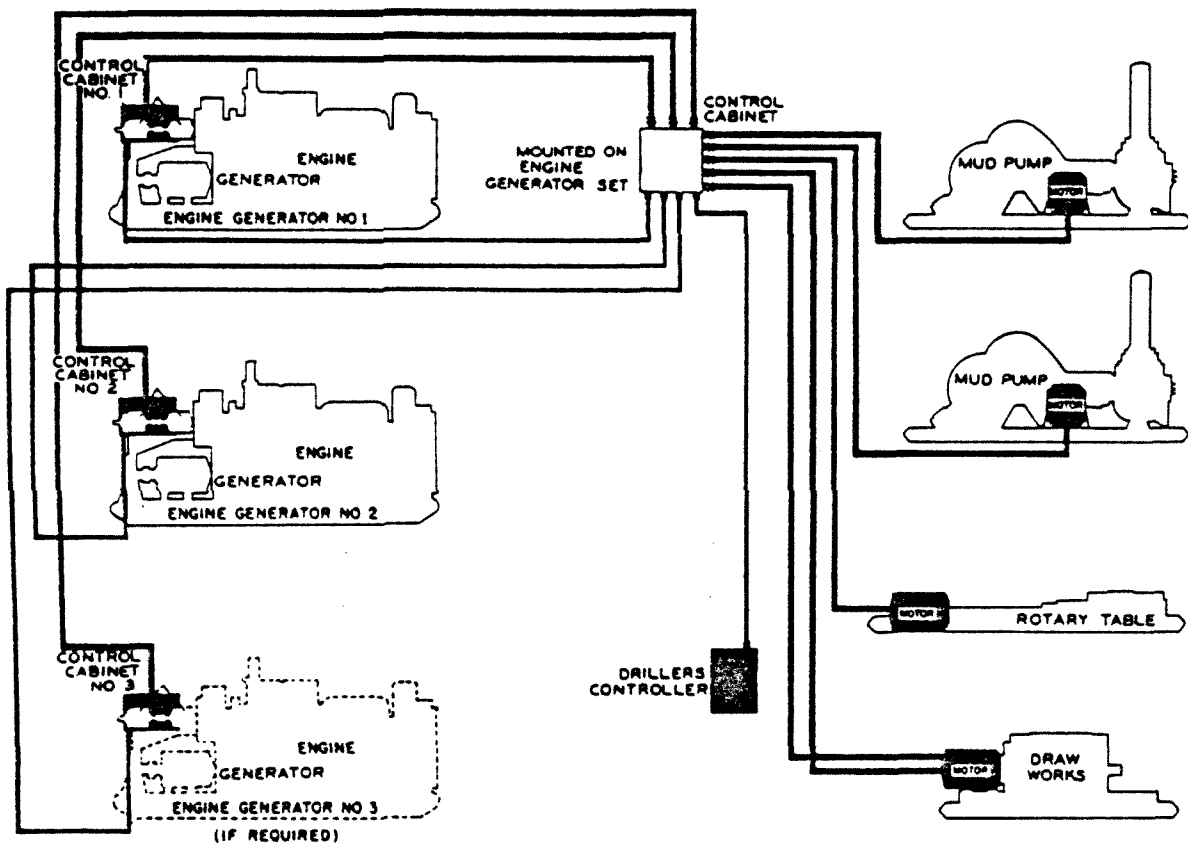 CONTROL
CABINET
NO. 1
ENGINE
GENERATOR
ENGINE GENERATOR NO 1
MOUNTED ON
ENGINE
GENERATOR SET
CONTROL
CABINET
MUD PUMP
MOTOR
CONTROL
CABINET
NO 2
ENGINE
GENERATOR
ENGINE GENERATOR NO 2
MUD PUMP
MOTOR
CONTROL
CABINET
NO 3
ENGINE
GENERATOR
ENGINE GENERATOR NO 3
(IF REQUIRED)
DRILLERS
CONTROLLER
MOTOR
ROTARY TABLE
MOTOR
DRAW
WORKS